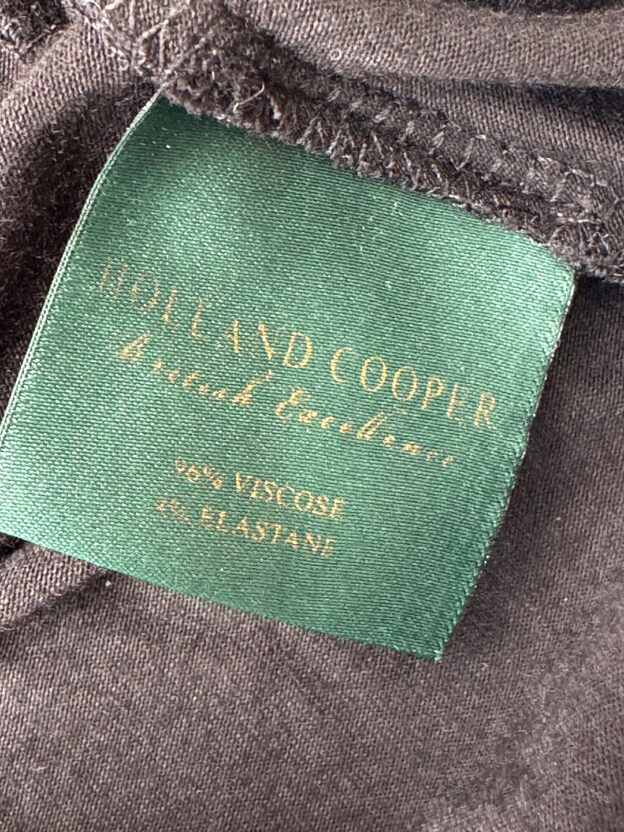 HOLLAND COOPER
British Excellence
96% VISCOSE
4% ELASTANE